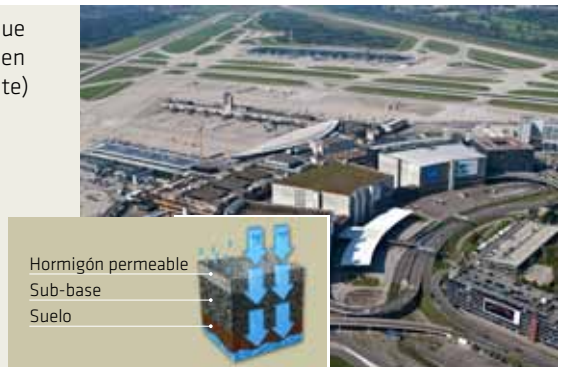 ue
en
te)
Hormigón permeable
Sub-base
Suelo